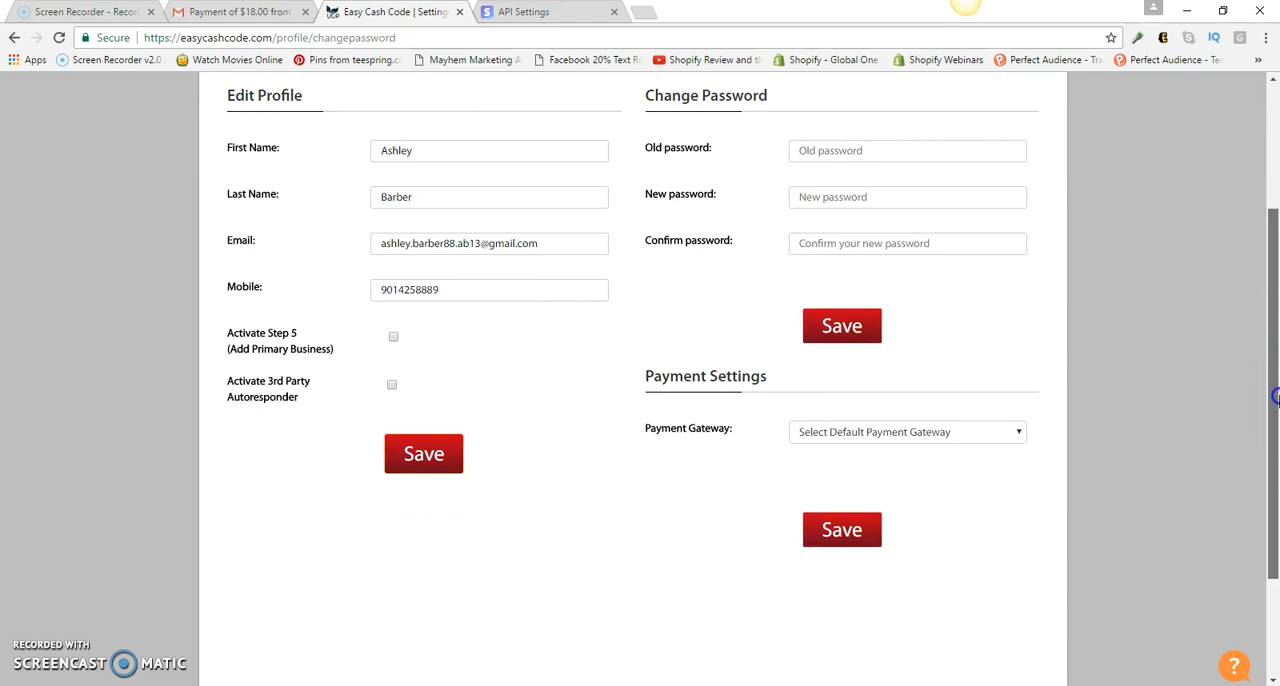 Screen Recorder - Recor
Payment of $18.00 from
Easy Cash Code | Setting
API Settings
Secure
https://easycashcode.com/profile/changepassword
Apps
Screen Recorder v2.0
Watch Movies Online
Pins from teespring.c
Mayhem Marketing A
Facebook 20% Text R
Shopify Review and th
Shopify - Global One
Shopify Webinars
Perfect Audience - Tra
Perfect Audience - Te
Edit Profile
First Name:
Ashley
Last Name:
Barber
Email:
ashley.barber88.ab13@gmail.com
Mobile:
9014258889
Activate Step 5
(Add Primary Business)
Activate 3rd Party
Autoresponder
Save
Change Password
Old password:
Old password
New password:
New password
Confirm password:
Confirm your new password
Save
Payment Settings
Payment Gateway:
Select Default Payment Gateway
Save
RECORDED WITH
SCREENCAST MATIC
?